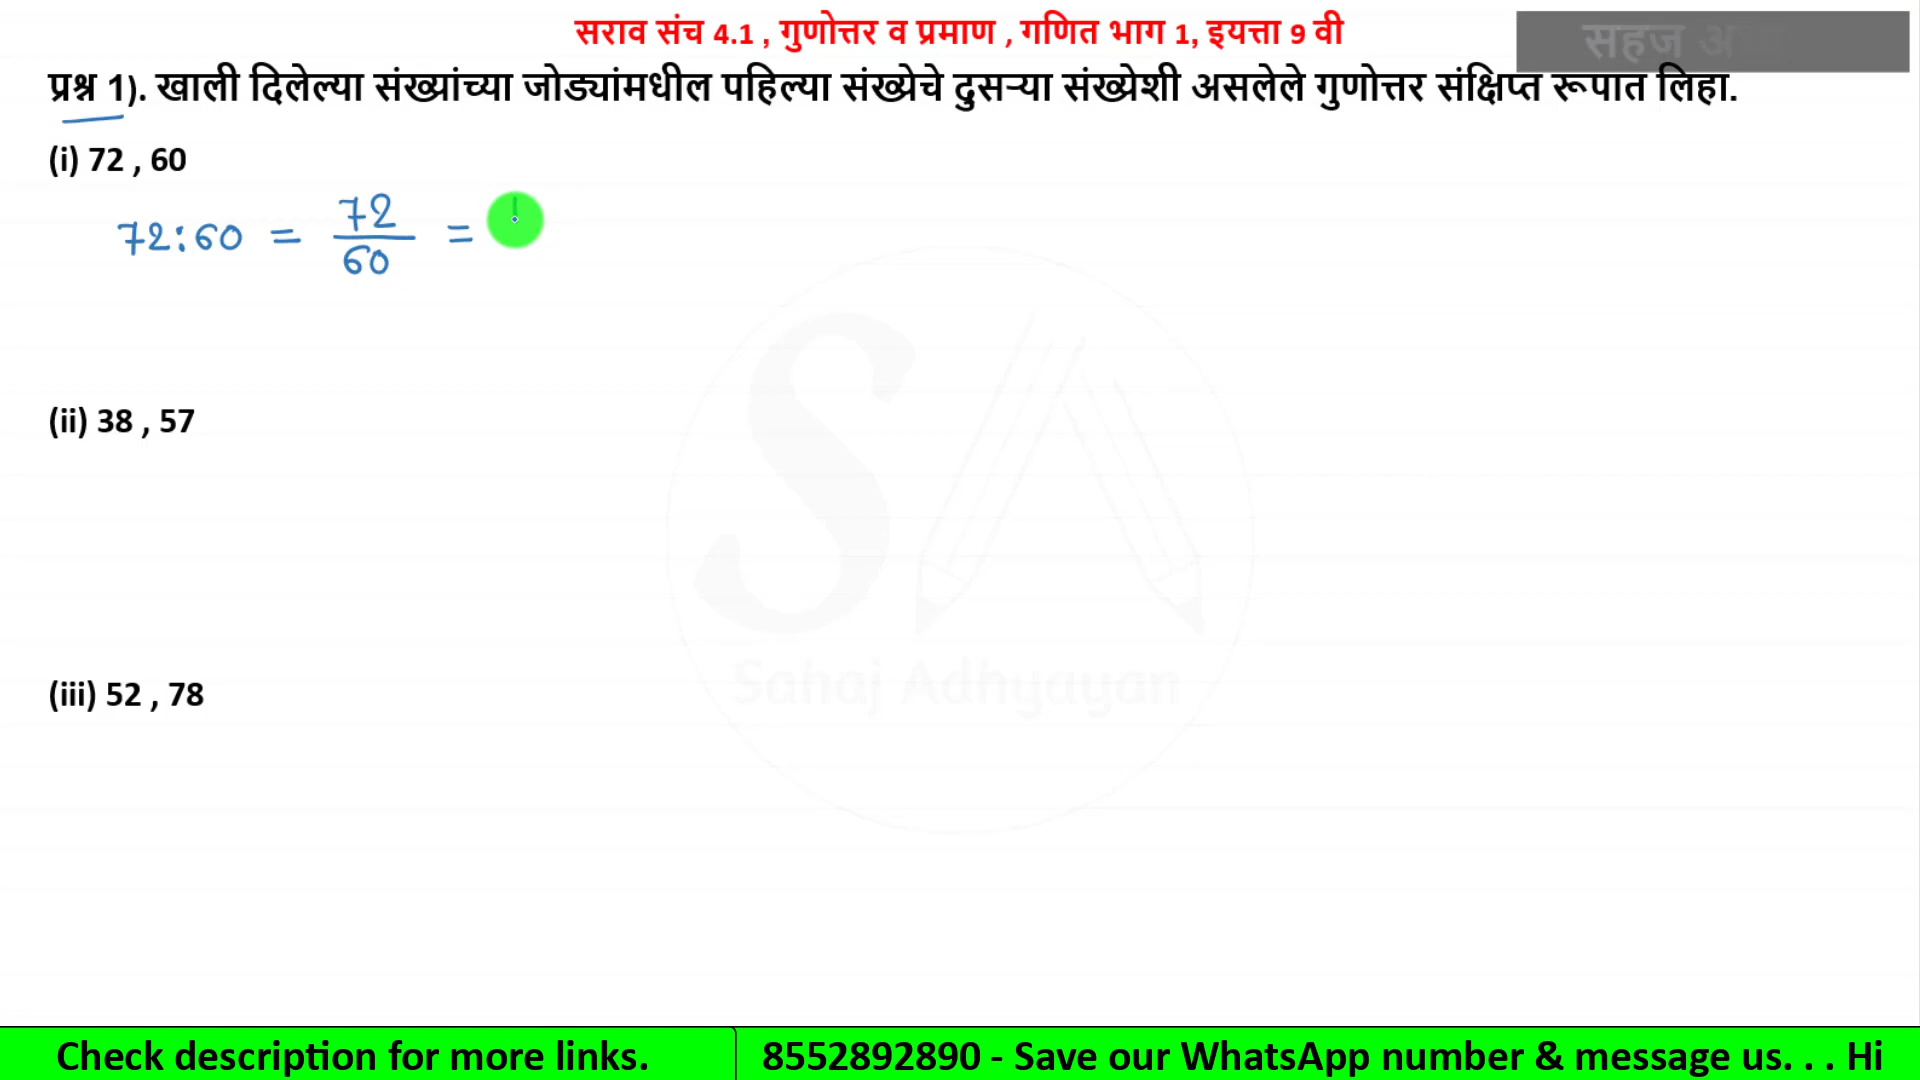 सराव संच 4.1 , गुणोत्तर व प्रमाण , गणित भाग 1, इयत्ता 9 वी
सहज
प्रश्न 1). खाली दिलेल्या संख्यांच्या जोड्यांमधील पहिल्या संख्येचे दुसऱ्या संख्येशी असलेले गुणोत्तर संक्षिप्त रूपात लिहा.
(i) 72 , 60
72:60 = 72/60 =
(ii) 38 , 57
(iii) 52 , 78
Sahaj Adhyayan
Check description for more links.
8552892890 - Save our WhatsApp number & message us. . . Hi